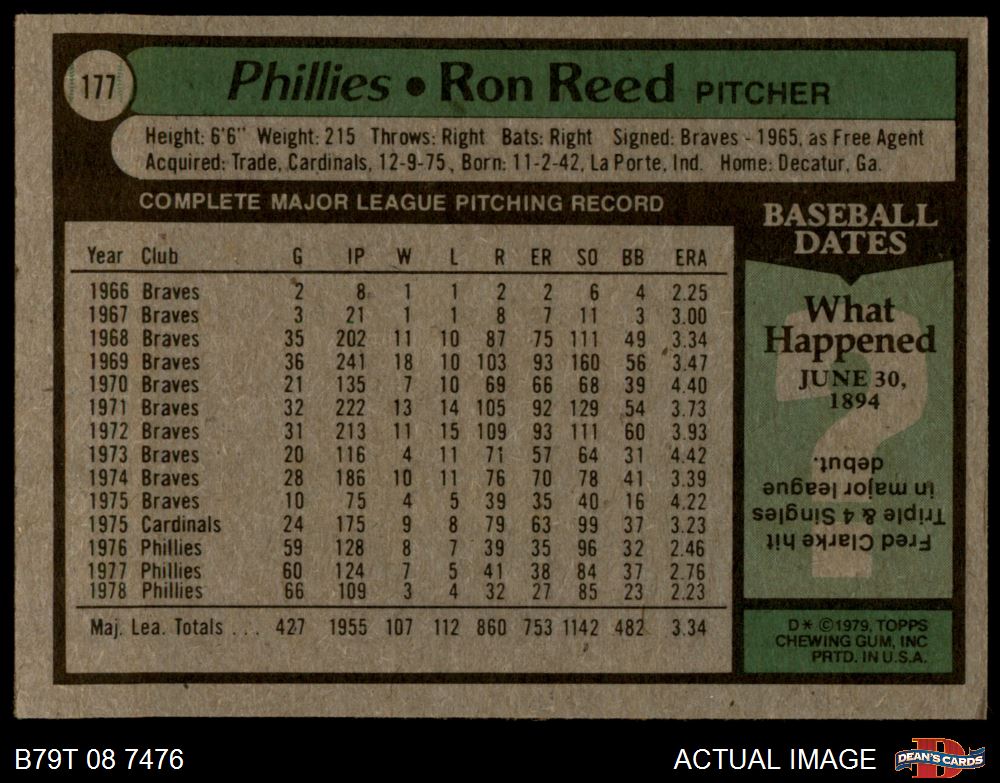 177
Phillies • Ron Reed PITCHER
Height: 6'6" Weight: 215 Throws: Right Bats: Right Signed: Braves - 1965, as Free Agent
Acquired: Trade, Cardinals, 12-9-75, Born: 11-2-42, La Porte, Ind. Home: Decatur, Ga.
COMPLETE MAJOR LEAGUE PITCHING RECORD
Year Club G IP W L R ER SO BB ERA
1966 Braves 2 8 1 1 2 2 6 4 2.25
1967 Braves 3 21 1 1 8 7 11 3 3.00
1968 Braves 35 202 11 10 87 75 111 49 3.34
1969 Braves 36 241 18 10 103 93 160 56 3.47
1970 Braves 21 135 7 10 69 66 68 39 4.40
1971 Braves 32 222 13 14 105 92 129 54 3.73
1972 Braves 31 213 11 15 109 93 111 60 3.93
1973 Braves 20 116 4 11 71 57 64 31 4.42
1974 Braves 28 186 10 11 76 70 78 41 3.39
1975 Braves 10 75 4 5 39 35 40 16 4.22
1975 Cardinals 24 175 9 8 79 63 99 37 3.23
1976 Phillies 59 128 8 7 39 35 96 32 2.46
1977 Phillies 60 124 7 5 41 38 84 37 2.76
1978 Phillies 66 109 3 4 32 27 85 23 2.23
Maj. Lea. Totals . . . 427 1955 107 112 860 753 1142 482 3.34
BASEBALL
DATES
What
Happened
JUNE 30,
1894
?
Fred Clarke hit
Triple & 4 Singles
in major league
debut.
D* ©1979, TOPPS
CHEWING GUM, INC
PRTD. IN U.S.A.
B79T 08 7476
ACTUAL IMAGE
D
DEAN'S CARDS